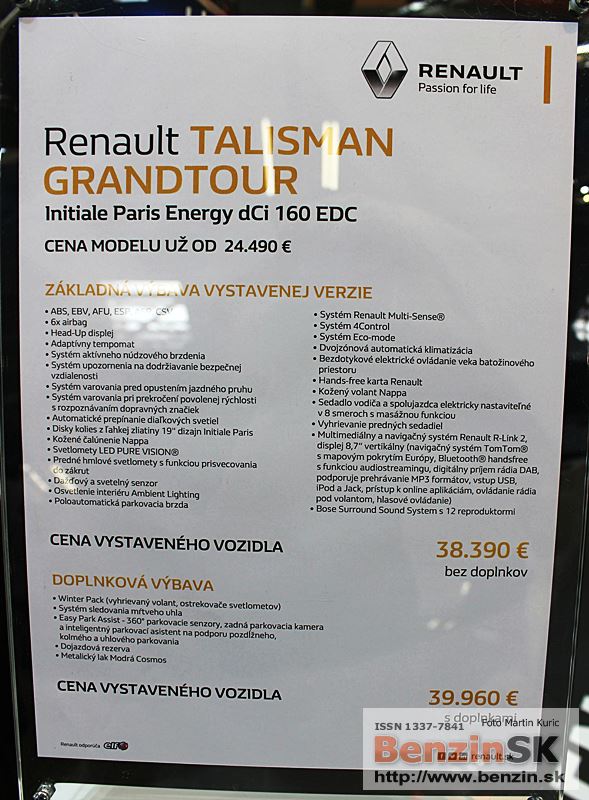 RENAULT
Passion for life
Renault TALISMAN
GRANDTOUR
Initiale Paris Energy dCi 160 EDC
CENA MODELU UŽ OD 24.490 €
ZÁKLADNÁ VÝBAVA VYSTAVENEJ VERZIE
• ABS, EBV, AFU, ESP, ASR, CSV
• 6x airbag
• Head-Up displej
• Adaptívny tempomat
• Systém aktívneho núdzového brzdenia
• Systém upozornenia na dodržiavanie bezpečnej
vzdialenosti
• Systém varovania pred opustením jazdného pruhu
• Systém varovania pri prekročení povolenej rýchlosti
s rozpoznávaním dopravných značiek
• Automatické prepínanie diaľkových svetiel
• Disky kolies z ľahkej zliatiny 19" dizajn Initiale Paris
• Kožené čalúnenie Nappa
• Svetlomety LED PURE VISION®
• Predné hmlové svetlomety s funkciou prisvecovania
do zákrut
• Dažďový a svetelný senzor
• Osvetlenie interiéru Ambient Lighting
• Poloautomatická parkovacia brzda
• Systém Renault Multi-Sense®
• Systém 4Control
• Systém Eco-mode
• Dvojzónová automatická klimatizácia
• Bezdotykové elektrické ovládanie veka batožinového
priestoru
• Hands-free karta Renault
• Kožený volant Nappa
• Sedadlo vodiča a spolujazdca elektricky nastaviteľné
v 8 smeroch s masážnou funkciou
• Vyhrievanie predných sedadiel
• Multimediálny a navigačný systém Renault R-Link 2,
displej 8,7" vertikálny (navigačný systém TomTom®
s mapovým pokrytím Európy, Bluetooth® handsfree
s funkciou audiostreamingu, digitálny príjem rádia DAB,
podporuje prehrávanie MP3 formátov, vstup USB,
iPod a Jack, prístup k online aplikáciám, ovládanie rádia
pod volantom, hlasové ovládanie)
• Bose Surround Sound System s 12 reproduktormi
CENA VYSTAVENÉHO VOZIDLA
38.390 €
bez doplnkov
DOPLNKOVÁ VÝBAVA
• Winter Pack (vyhrievaný volant, ostrekovače svetlometov)
• Systém sledovania mŕtveho uhla
• Easy Park Assist - 360° parkovacie senzory, zadná parkovacia kamera
a inteligentný parkovací asistent na podporu pozdĺžneho,
kolmého a uhlového parkovania
• Dojazdová rezerva
• Metalický lak Modrá Cosmos
CENA VYSTAVENÉHO VOZIDLA
39.960 €
s doplnkami
Renault odporúča elf
renault.sk
ISSN 1337-7841 Foto Martin Kuric
BenzinSK
http://www.benzin.sk